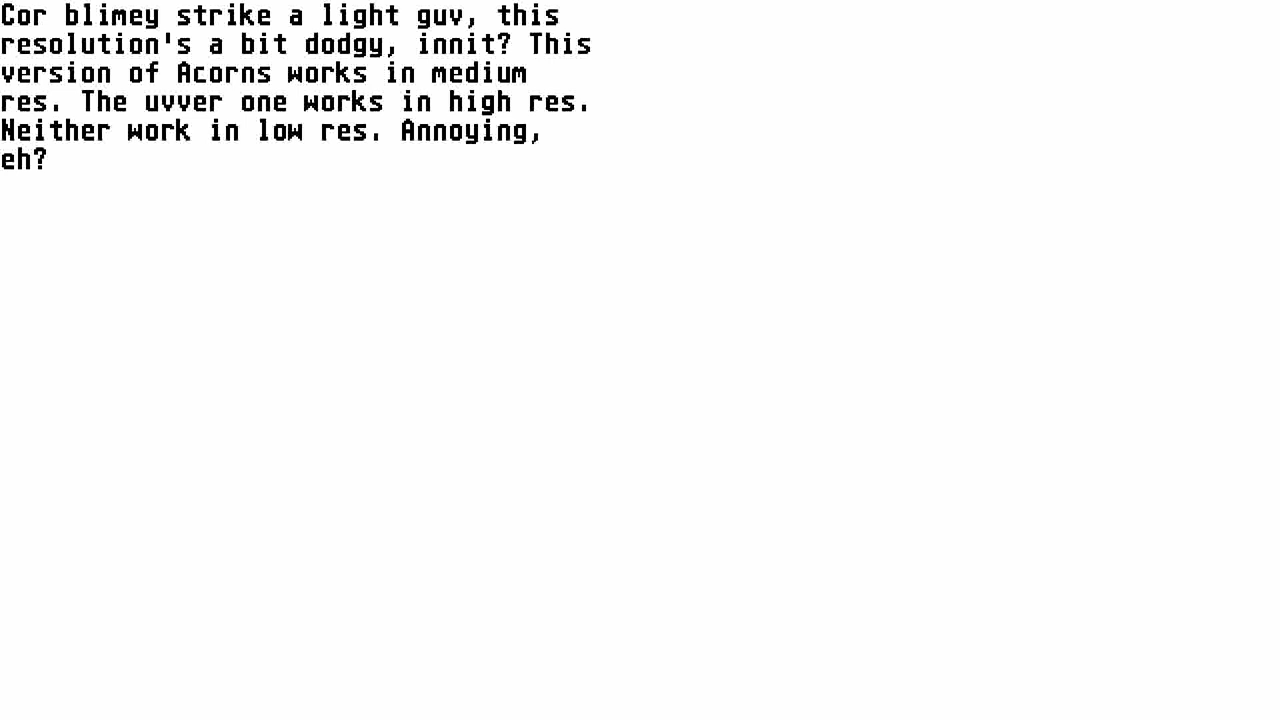 Cor blimey strike a light guv, this
resolution's a bit dodgy, innit? This
version of Acorns works in medium
res. The uvver one works in high res.
Neither work in low res. Annoying,
eh?